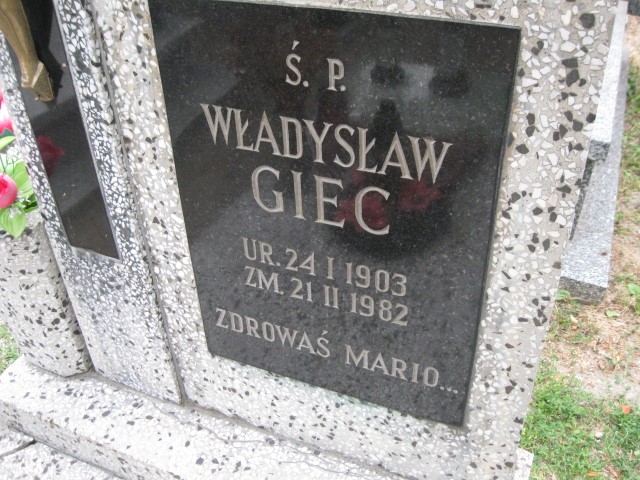 Ś. P.
WŁADYSŁAW
GIEC
UR. 24 I 1903
ZM. 21 II 1982
ZDROWAŚ MARIO...